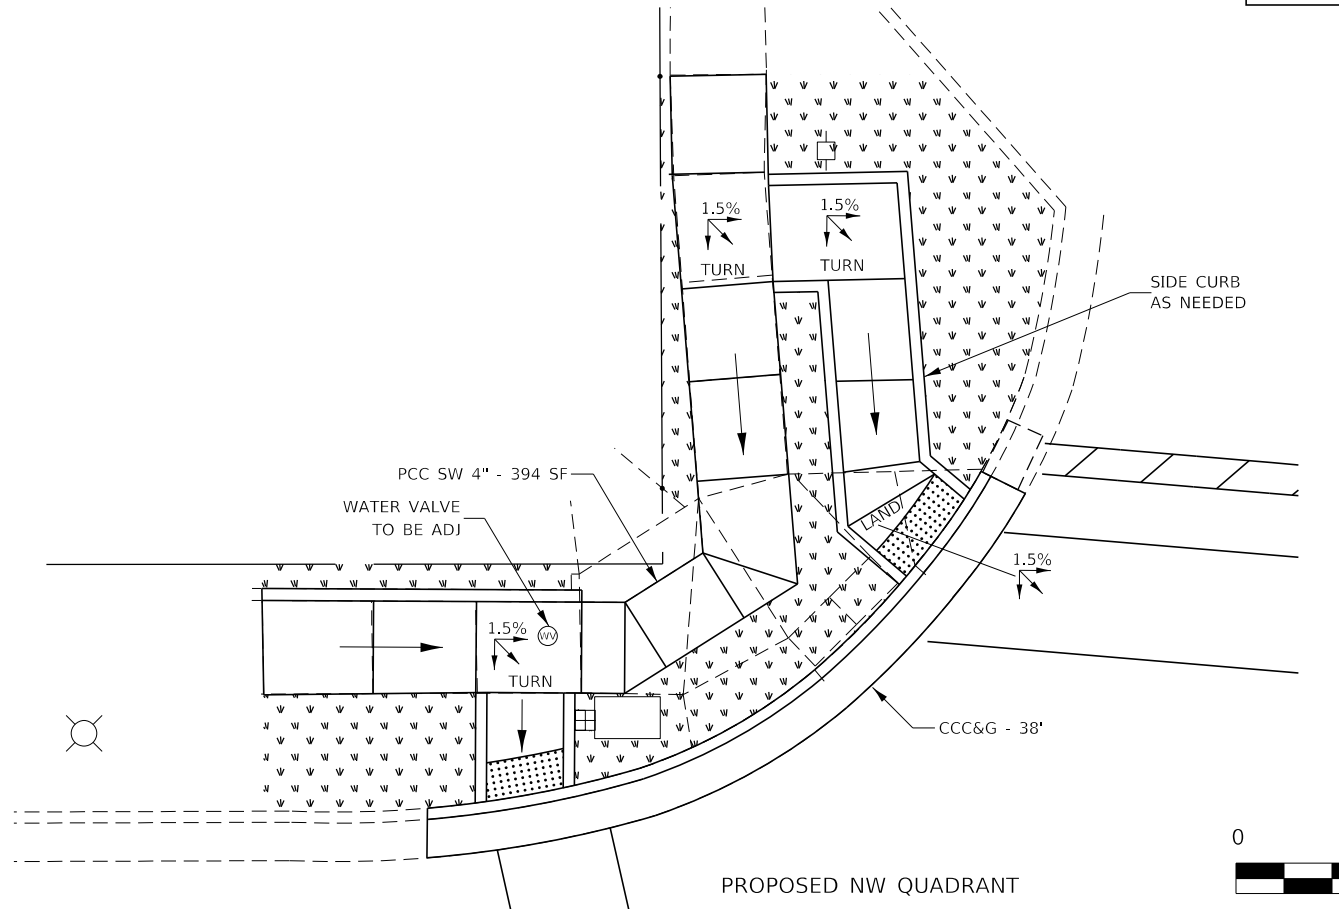 1.5%
TURN
1.5%
TURN
SIDE CURB
AS NEEDED
PCC SW 4" - 394 SF
WATER VALVE
TO BE ADJ
LAND
1.5%
1.5%
WV
TURN
CCC&G - 38'
0
PROPOSED NW QUADRANT